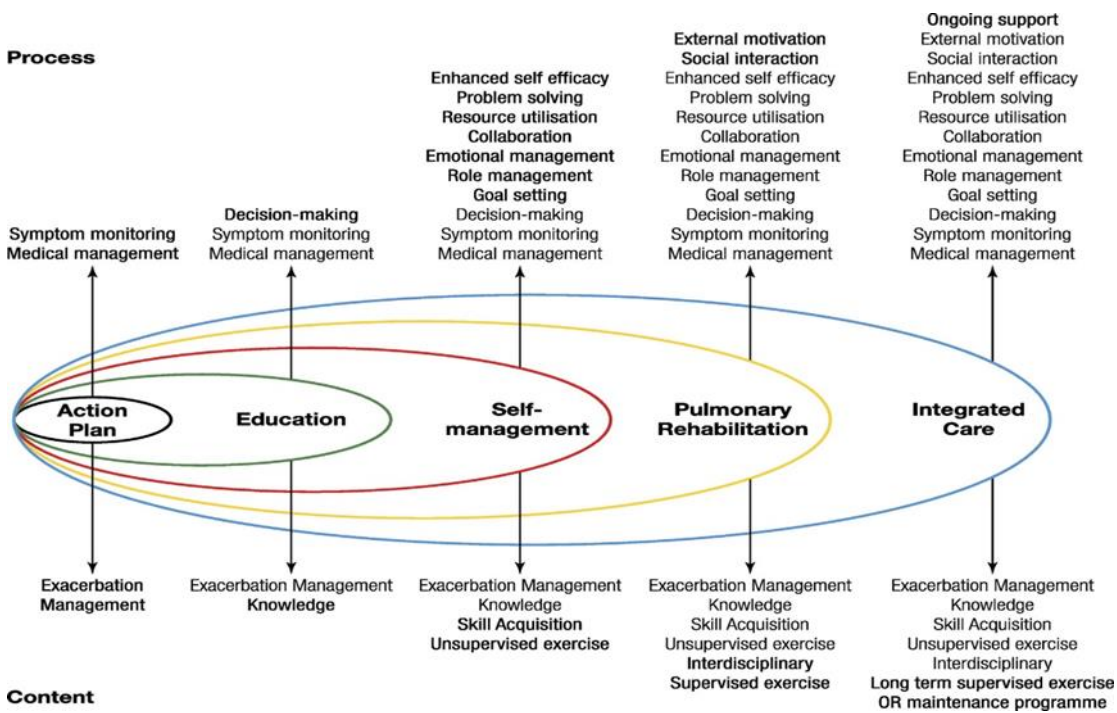 Process
Symptom monitoring
Medical management
Decision-making
Symptom monitoring
Medical management
Enhanced self efficacy
Problem solving
Resource utilisation
Collaboration
Emotional management
Role management
Goal setting
Decision-making
Symptom monitoring
Medical management
External motivation
Social interaction
Enhanced self efficacy
Problem solving
Resource utilisation
Collaboration
Emotional management
Role management
Goal setting
Decision-making
Symptom monitoring
Medical management
Ongoing support
External motivation
Social interaction
Enhanced self efficacy
Problem solving
Resource utilisation
Collaboration
Emotional management
Role management
Goal setting
Decision-making
Symptom monitoring
Medical management
Action
Plan
Education
Self-
management
Pulmonary
Rehabilitation
Integrated
Care
Exacerbation
Management
Exacerbation Management
Knowledge
Exacerbation Management
Knowledge
Skill Acquisition
Unsupervised exercise
Exacerbation Management
Knowledge
Skill Acquisition
Unsupervised exercise
Interdisciplinary
Supervised exercise
Exacerbation Management
Knowledge
Skill Acquisition
Unsupervised exercise
Interdisciplinary
Long term supervised exercise
OR maintenance programme
Content